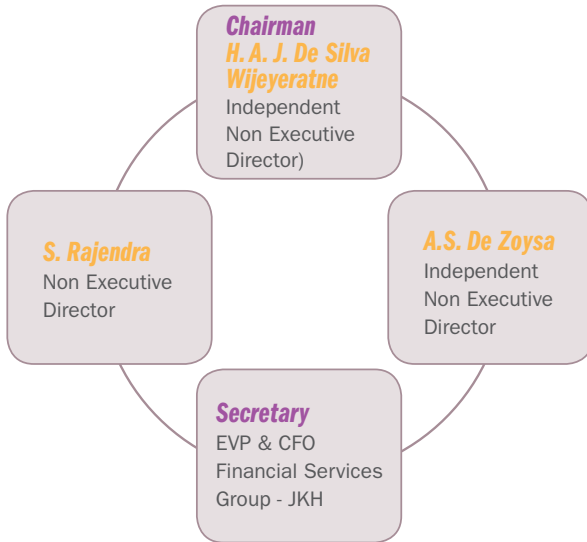 Chairman
H. A. J. De Silva
Wijeyeratne
Independent
Non Executive
Director)
S. Rajendra
Non Executive
Director
A.S. De Zoysa
Independent
Non Executive
Director
Secretary
EVP & CFO
Financial Services
Group - JKH